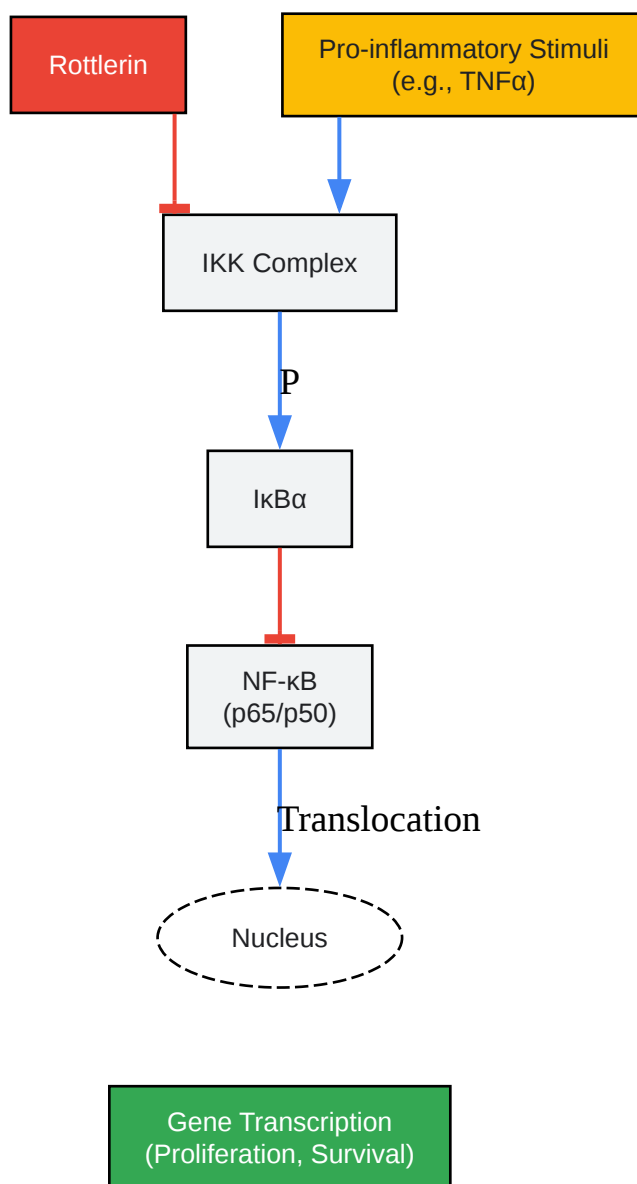 Rottlerin
Pro-inflammatory Stimuli
(e.g., TNFα)
IKK Complex
P
IκBα
NF-κB
(p65/p50)
Translocation
Nucleus
Gene Transcription
(Proliferation, Survival)